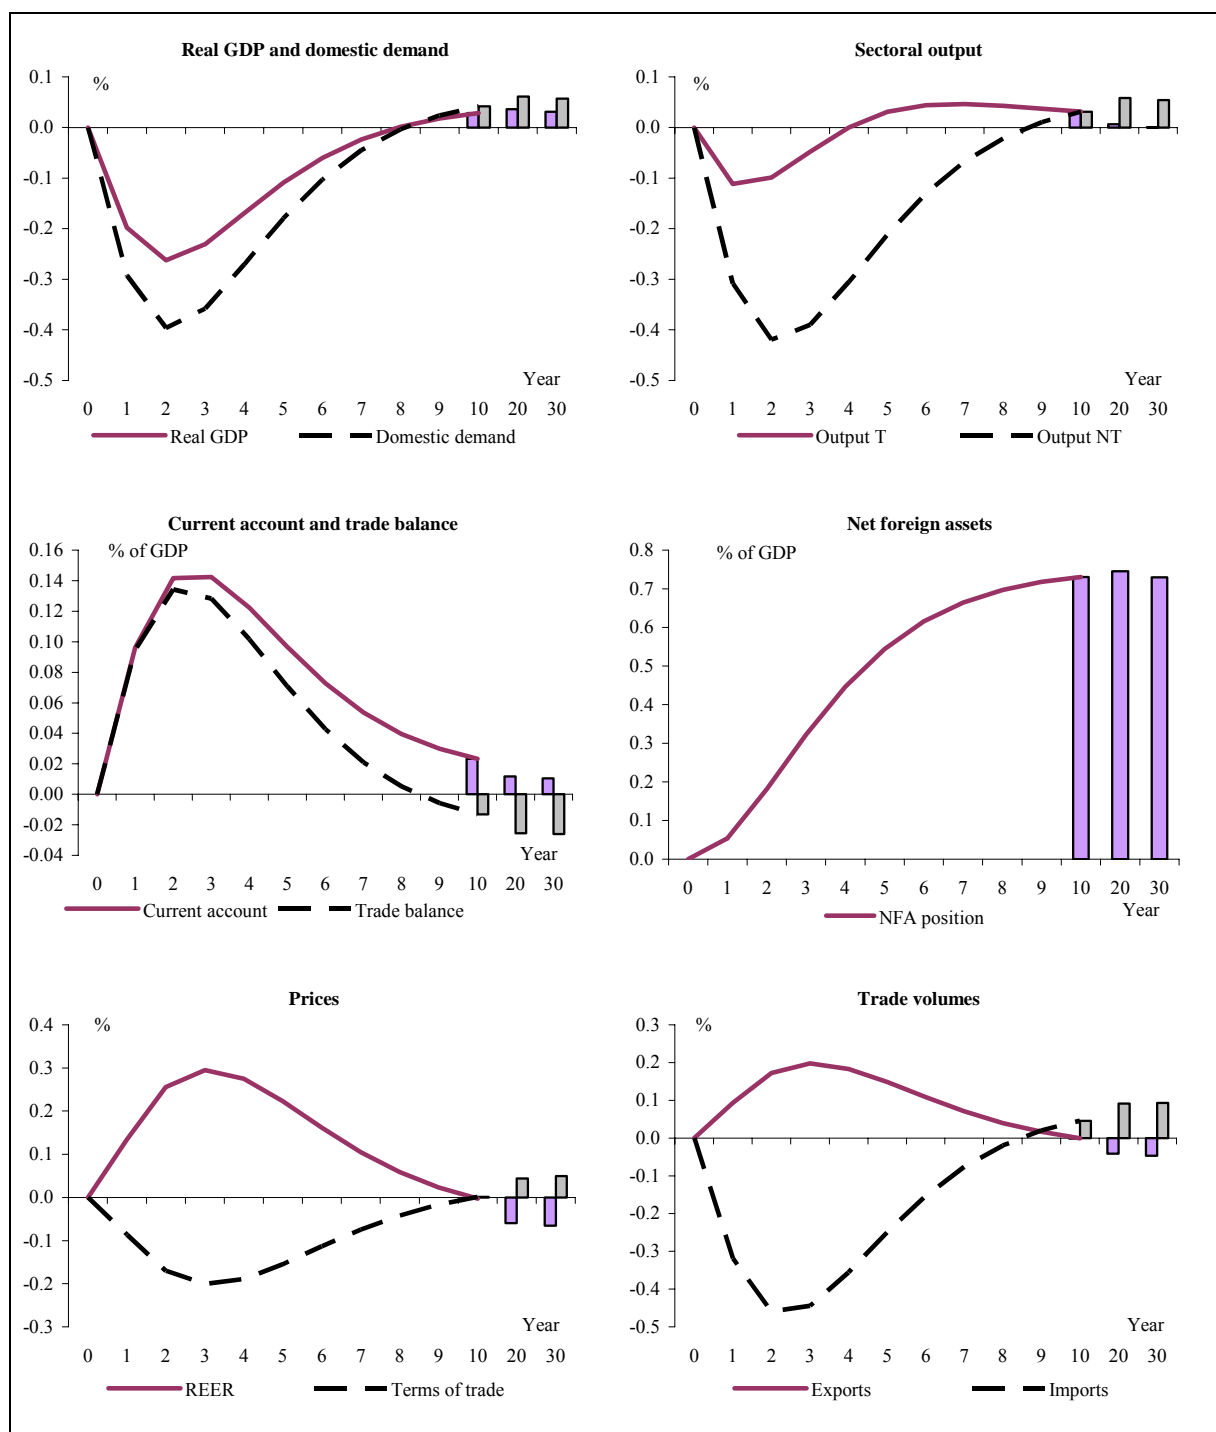 Real GDP and domestic demand
%
0.1
0.0
-0.1
-0.2
-0.3
-0.4
-0.5
Year
0 1 2 3 4 5 6 7 8 9 10 20 30
Real GDP Domestic demand
Sectoral output
%
0.1
0.0
-0.1
-0.2
-0.3
-0.4
-0.5
Year
0 1 2 3 4 5 6 7 8 9 10 20 30
Output T Output NT
Current account and trade balance
% of GDP
0.16
0.14
0.12
0.10
0.08
0.06
0.04
0.02
0.00
-0.02
-0.04
Year
0 1 2 3 4 5 6 7 8 9 10 20 30
Current account Trade balance
Net foreign assets
% of GDP
0.8
0.7
0.6
0.5
0.4
0.3
0.2
0.1
0.0
0 1 2 3 4 5 6 7 8 9 10 20 30
Year
NFA position
Prices
%
0.4
0.3
0.2
0.1
0.0
-0.1
-0.2
-0.3
Year
0 1 2 3 4 5 6 7 8 9 10 20 30
REER Terms of trade
Trade volumes
%
0.3
0.2
0.1
0.0
-0.1
-0.2
-0.3
-0.4
-0.5
Year
0 1 2 3 4 5 6 7 8 9 10 20 30
Exports Imports